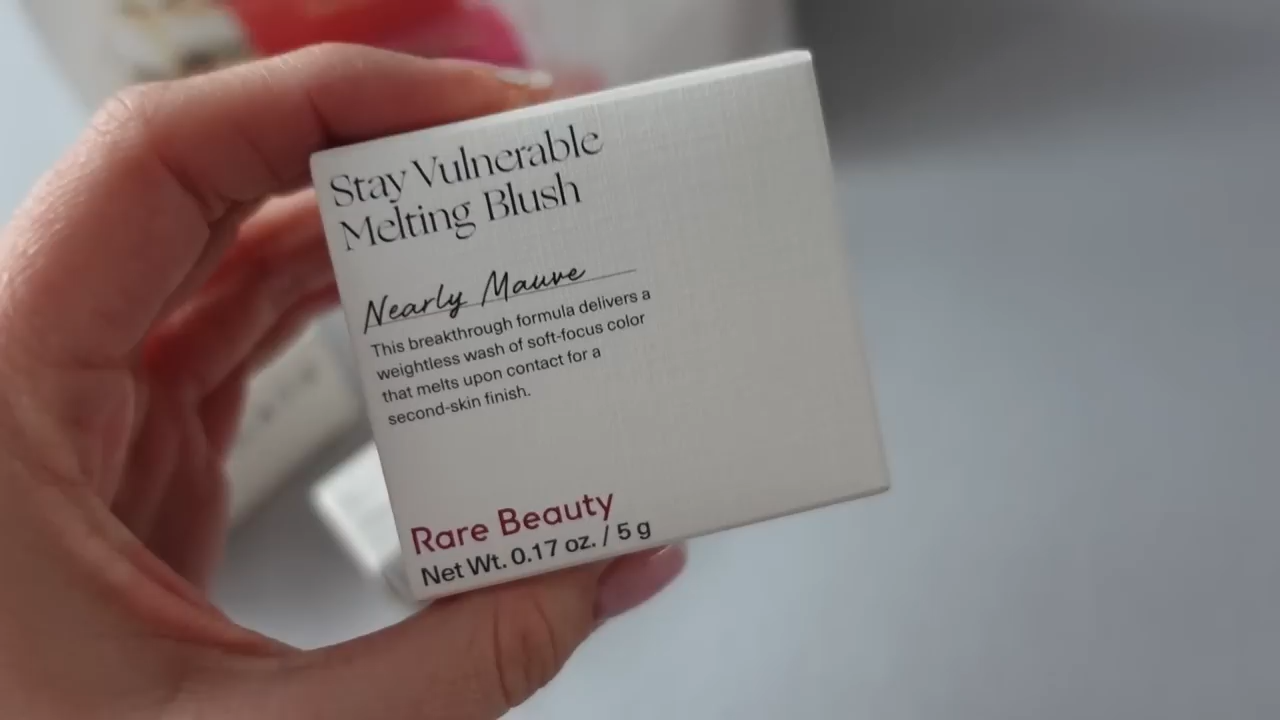 Stay Vulnerable
Melting Blush
Nearly Mauve
This breakthrough formula delivers a
weightless wash of soft-focus color
that melts upon contact for a
second-skin finish.
Rare Beauty
Net Wt. 0.17 oz. / 5 g